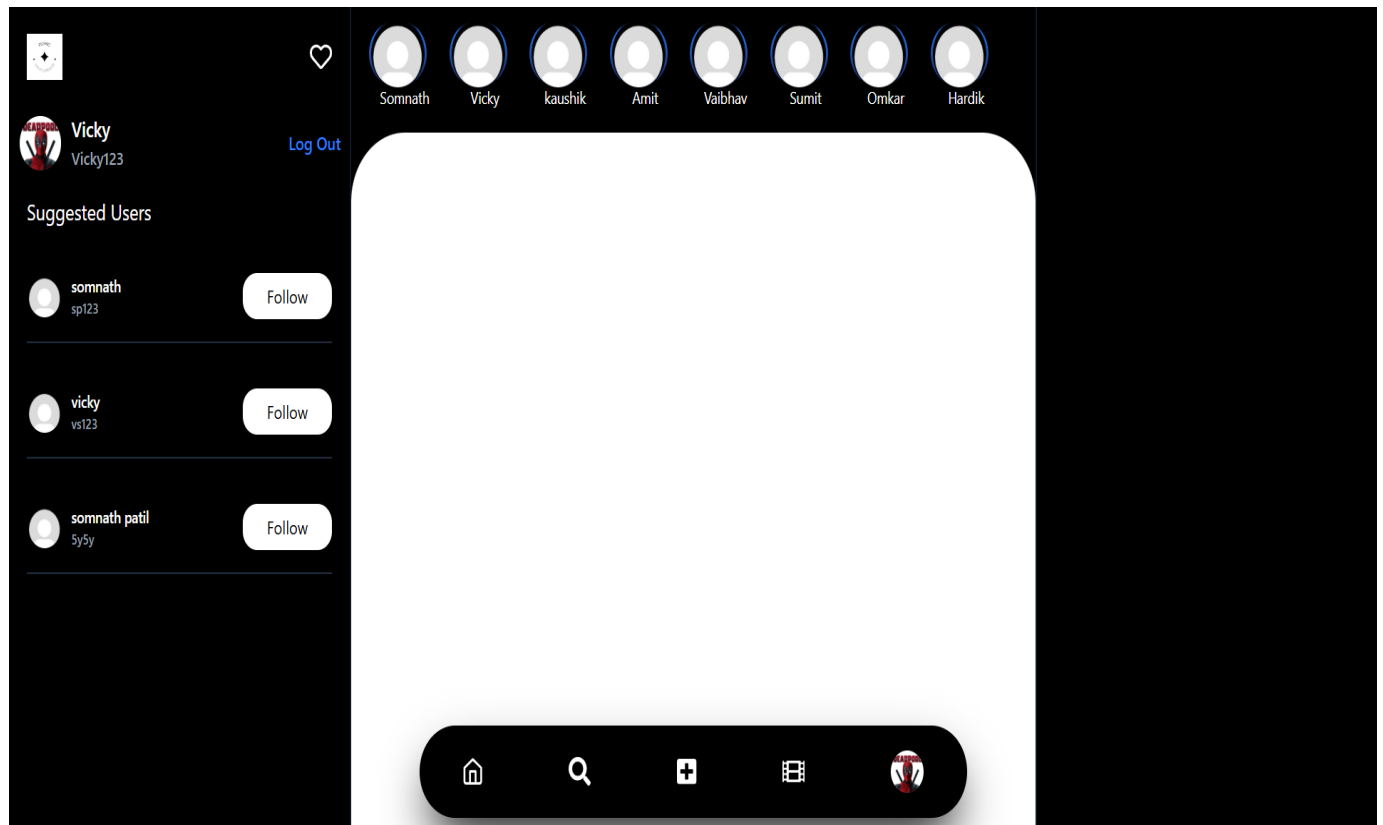 Vicky
Vicky123
Log Out
Suggested Users
somnath
sp123
Follow
vicky
vs123
Follow
somnath patil
5y5y
Follow
Somnath Vicky kaushik Amit Vaibhav Sumit Omkar Hardik